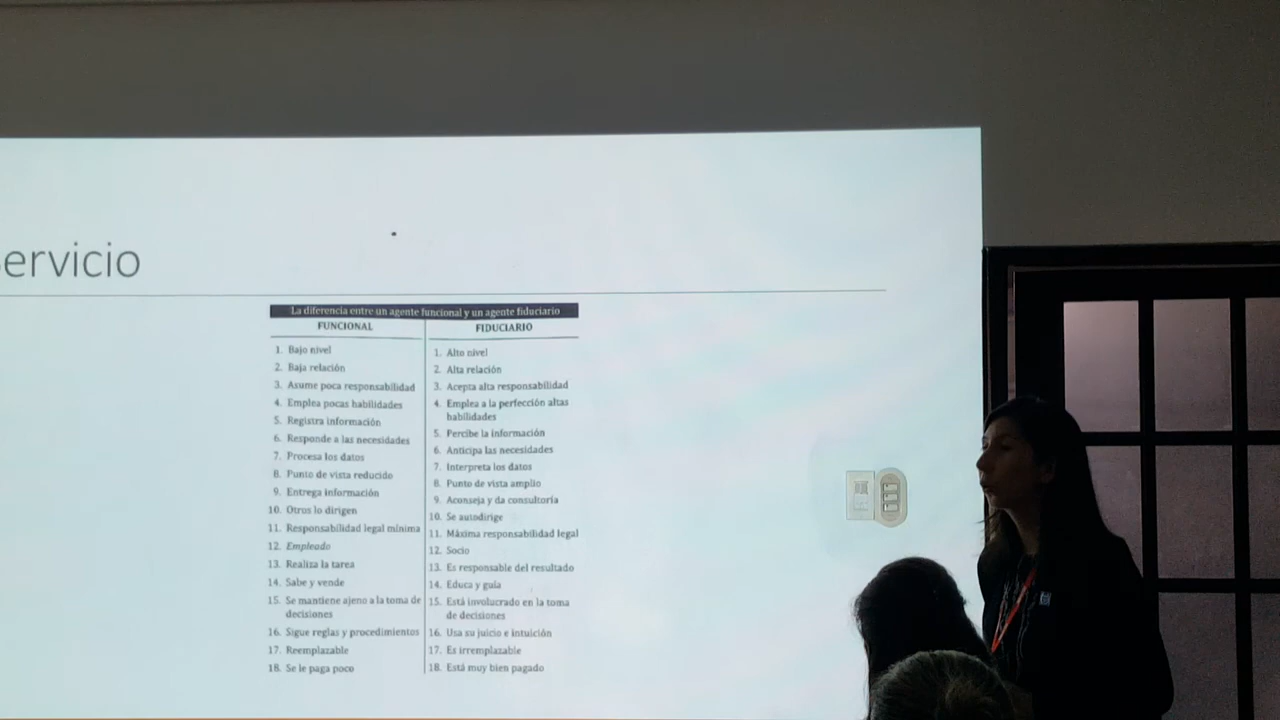 ervicio
La diferencia entre un agente funcional y un agente fiduciario
FUNCIONAL
1. Bajo nivel
2. Baja relación
3. Asume poca responsabilidad
4. Emplea pocas habilidades
5. Registra información
6. Responde a las necesidades
7. Procesa los datos
8. Punto de vista reducido
9. Entrega información
10. Otros lo dirigen
11. Responsabilidad legal mínima
12. Empleado
13. Realiza la tarea
14. Sabe y vende
15. Se mantiene ajeno a la toma de
decisiones
16. Sigue reglas y procedimientos
17. Reemplazable
18. Se le paga poco
FIDUCIARIO
1. Alto nivel
2. Alta relación
3. Acepta alta responsabilidad
4. Emplea a la perfección altas
habilidades
5. Percibe la información
6. Anticipa las necesidades
7. Interpreta los datos
8. Punto de vista amplio
9. Aconseja y da consultoría
10. Se autodirige
11. Máxima responsabilidad legal
12. Socio
13. Es responsable del resultado
14. Educa y guía
15. Está involucrado en la toma
de decisiones
16. Usa su juicio e intuición
17. Es irremplazable
18. Está muy bien pagado